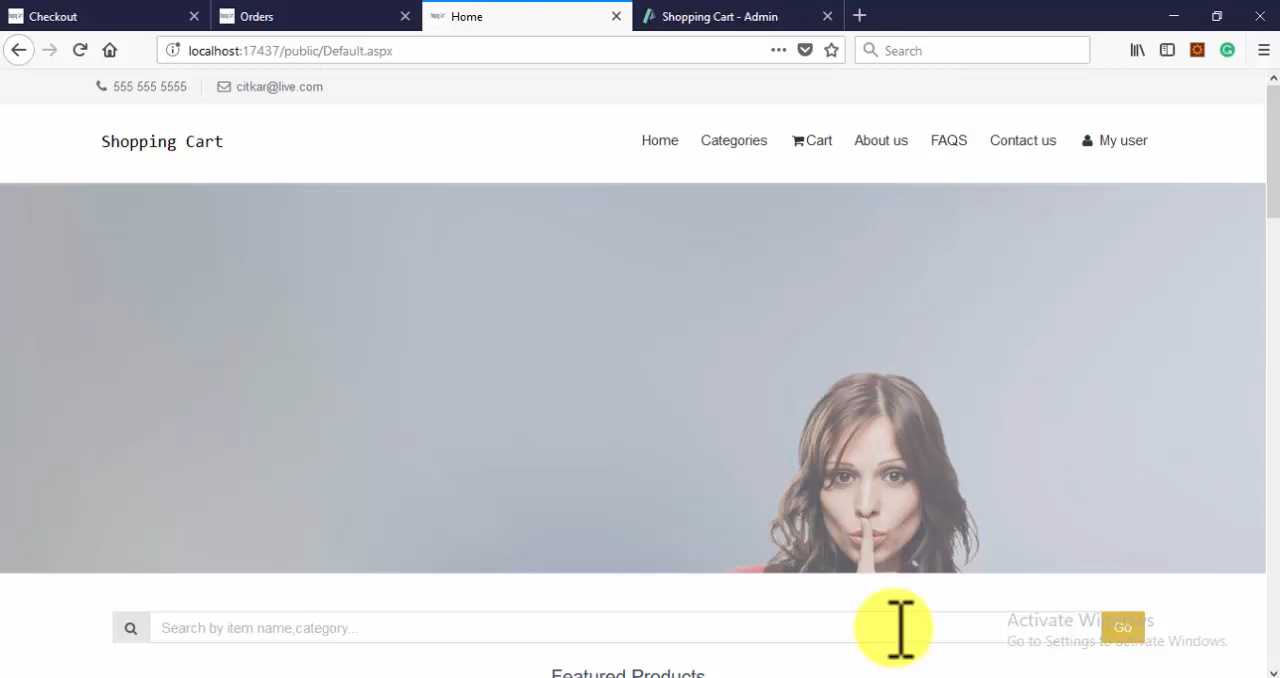 Checkout
Orders
Home
Shopping Cart - Admin
localhost:17437/public/Default.aspx
Search
555 555 5555
citkar@live.com
Shopping Cart
Home
Categories
Cart
About us
FAQS
Contact us
My user
Search by item name,category...
Go
Activate Windows
Go to Settings to activate Windows.
Featured Products